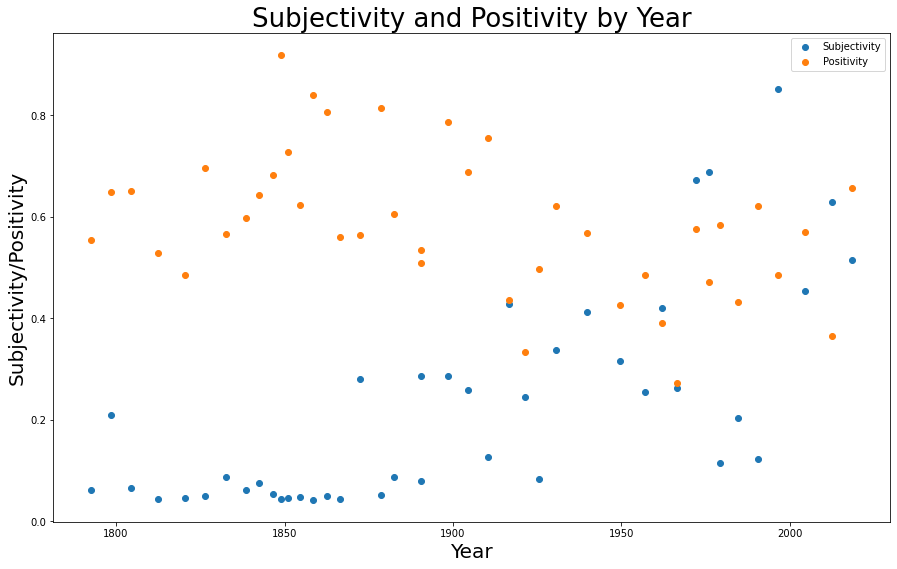 Subjectivity and Positivity by Year
Subjectivity
Positivity
Subjectivity/Positivity
0.8
0.6
0.4
0.2
0.0
1800
1850
1900
1950
2000
Year